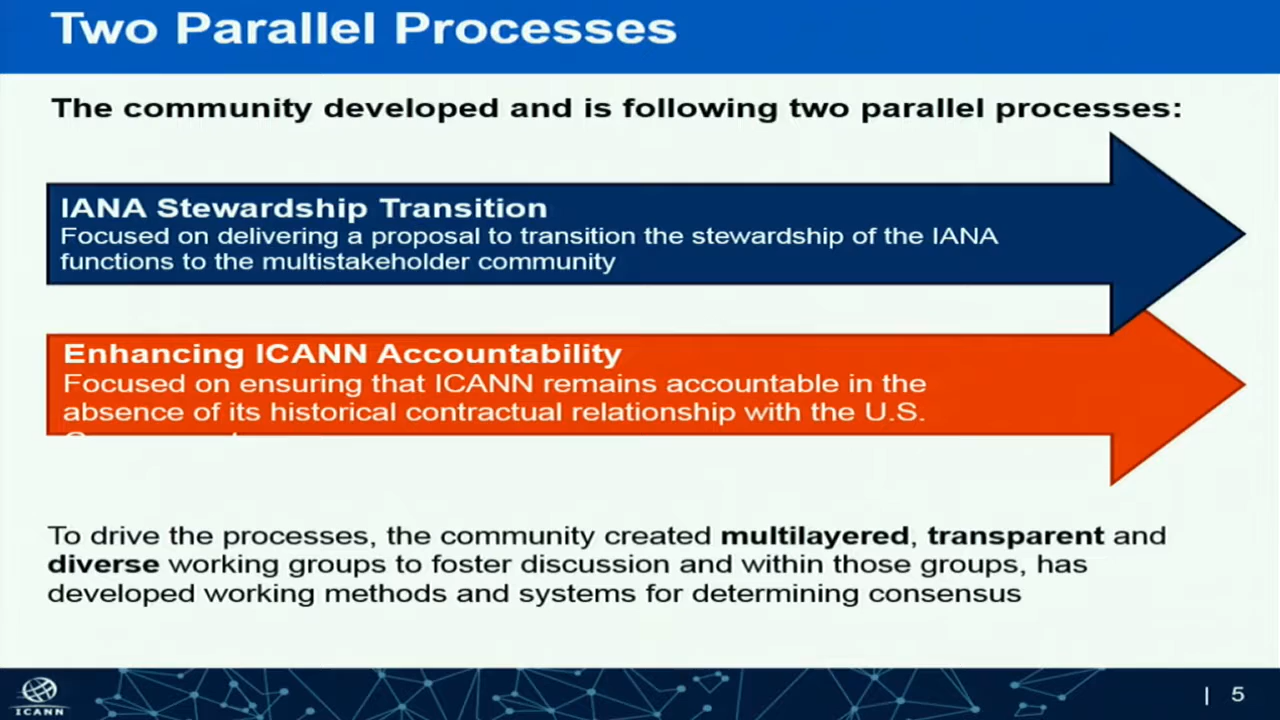 Two Parallel Processes
The community developed and is following two parallel processes:
IANA Stewardship Transition
Focused on delivering a proposal to transition the stewardship of the IANA
functions to the multistakeholder community
Enhancing ICANN Accountability
Focused on ensuring that ICANN remains accountable in the
absence of its historical contractual relationship with the U.S.
To drive the processes, the community created multilayered, transparent and
diverse working groups to foster discussion and within those groups, has
developed working methods and systems for determining consensus
ICANN
| 5